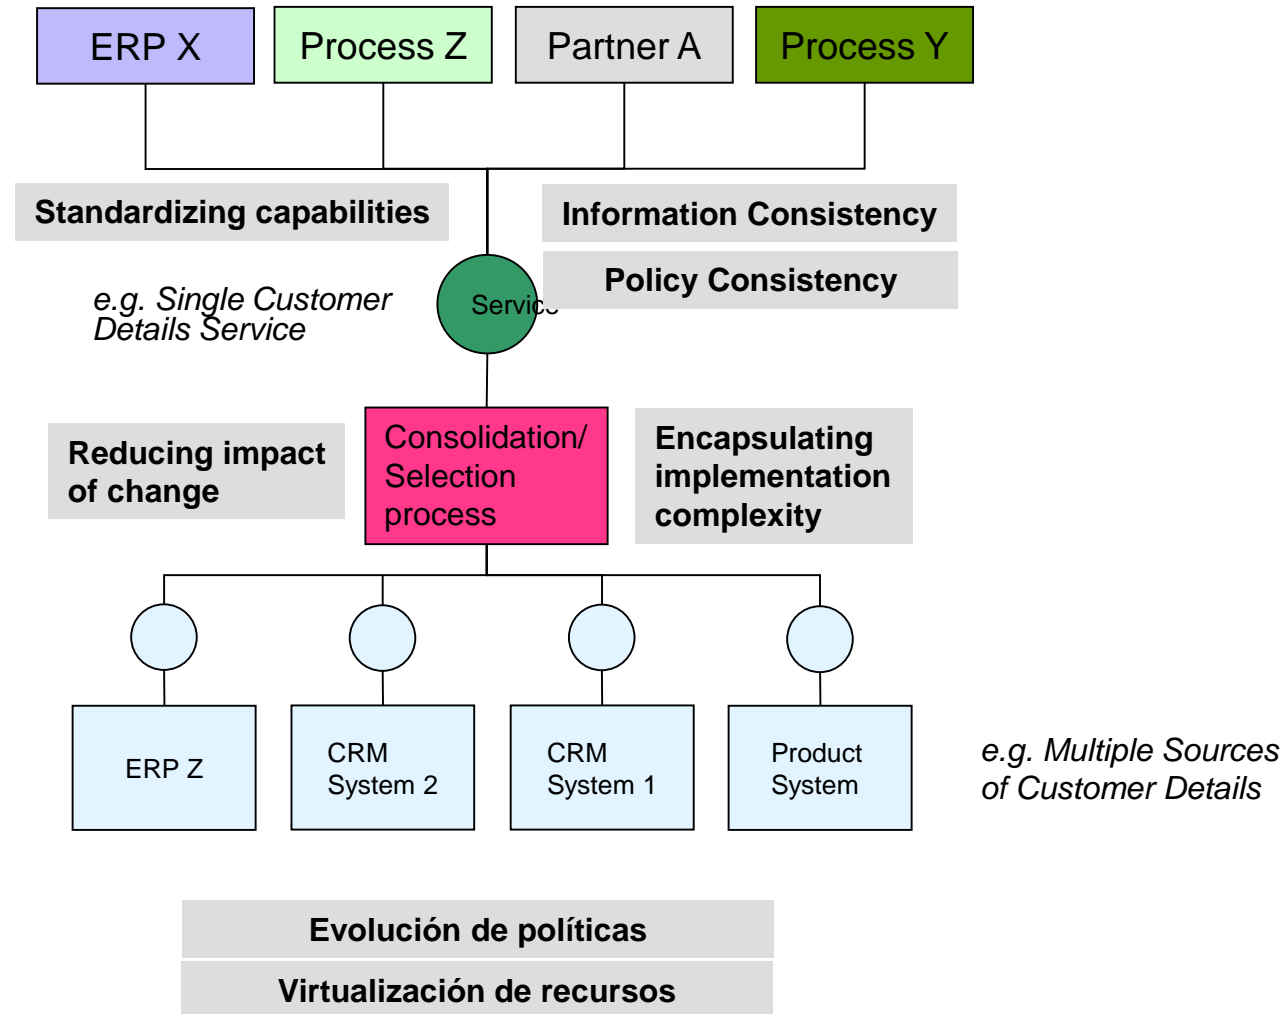 ERP X
Process Z
Partner A
Process Y
Standardizing capabilities
Information Consistency
Policy Consistency
e.g. Single Customer
Details Service
Service
Reducing impact
of change
Consolidation/
Selection
process
Encapsulating
implementation
complexity
ERP Z
CRM
System 2
CRM
System 1
Product
System
e.g. Multiple Sources
of Customer Details
Evolución de políticas
Virtualización de recursos